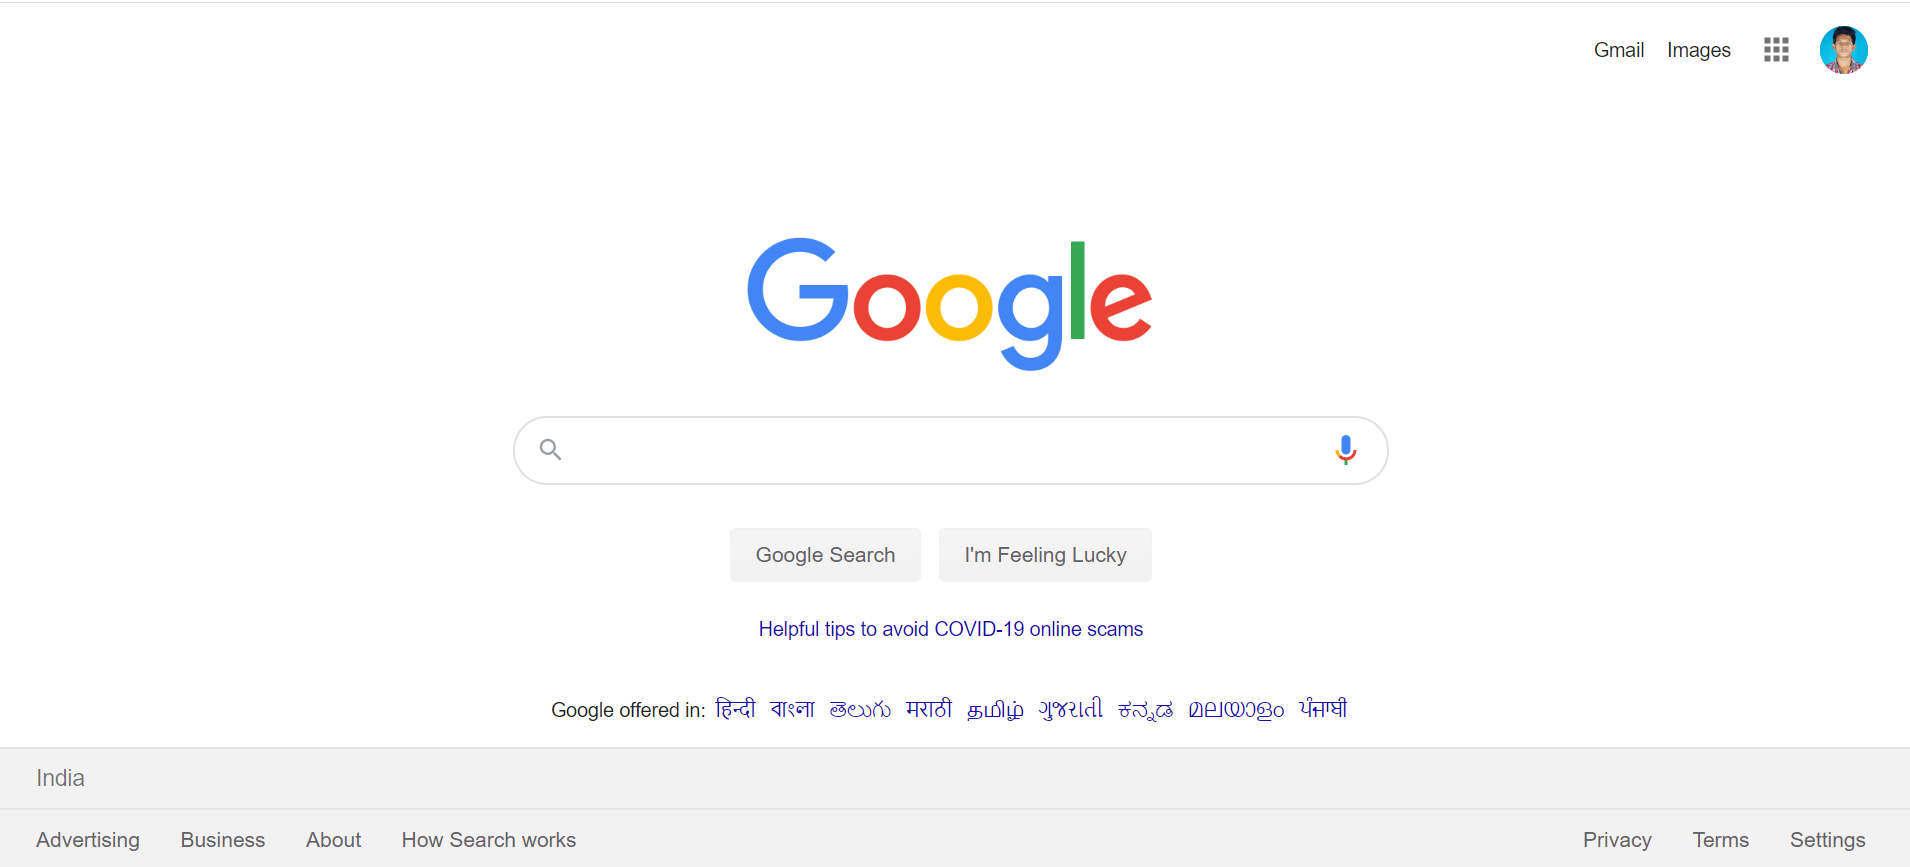 Gmail Images
Google
Google Search I'm Feeling Lucky
Helpful tips to avoid COVID-19 online scams
Google offered in: हिन्दी বাংলা తెలుగు मराठी தமிழ் ગુજરાતી ಕನ್ನಡ മലയാളം ਪੰਜਾਬੀ
India
Advertising Business About How Search works Privacy Terms Settings